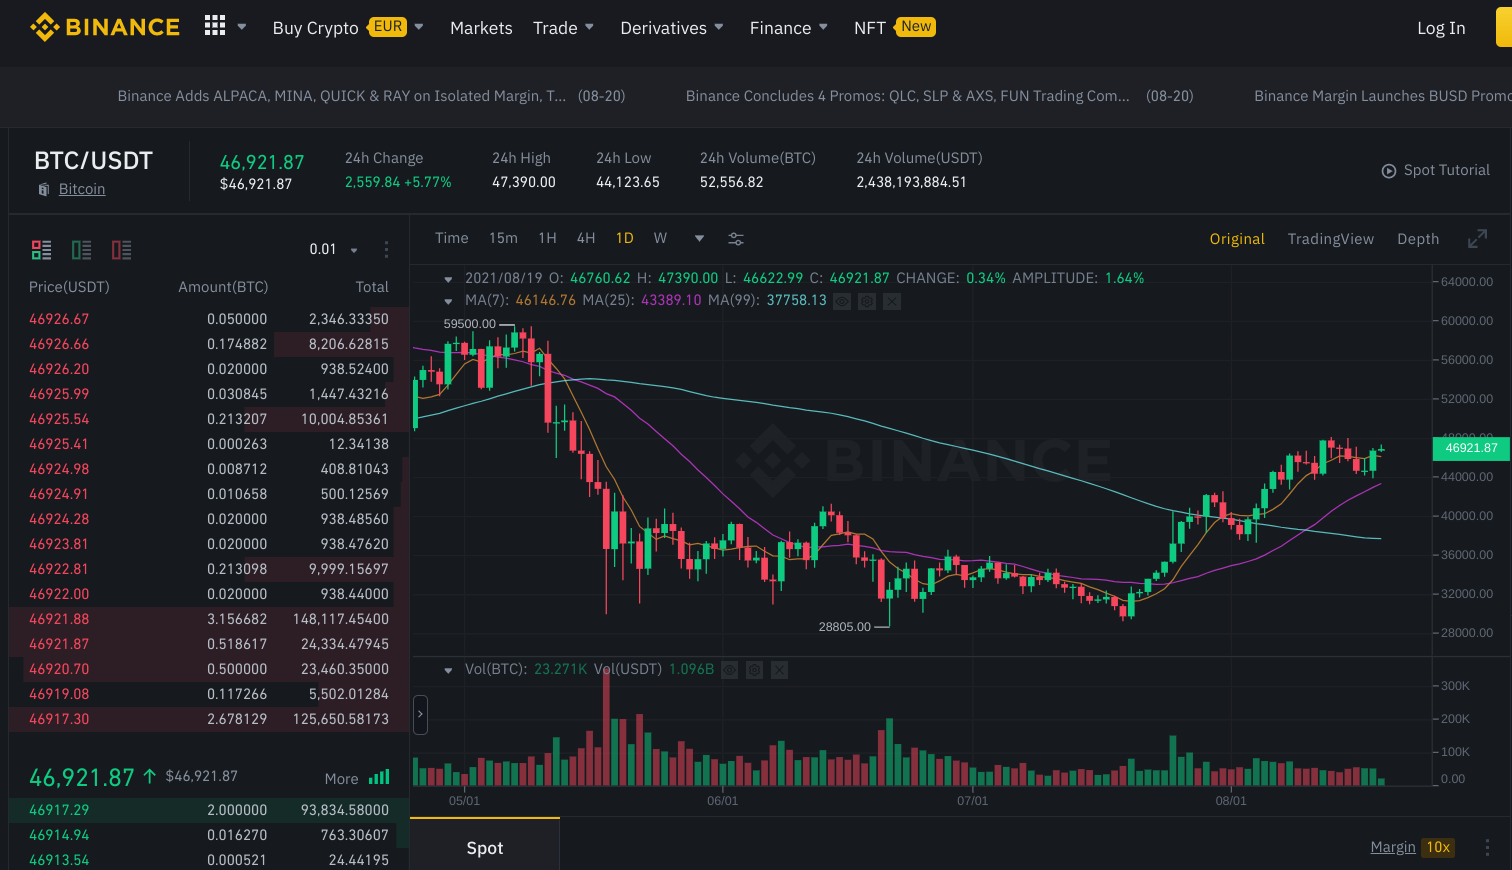 BINANCE
Buy Crypto EUR
Markets
Trade
Derivatives
Finance
NFT New
Log In
Binance Adds ALPACA, MINA, QUICK & RAY on Isolated Margin, T... (08-20)
Binance Concludes 4 Promos: QLC, SLP & AXS, FUN Trading Com... (08-20)
Binance Margin Launches BUSD Promo
BTC/USDT
Bitcoin
46,921.87
$46,921.87
24h Change
2,559.84 +5.77%
24h High
47,390.00
24h Low
44,123.65
24h Volume(BTC)
52,556.82
24h Volume(USDT)
2,438,193,884.51
Spot Tutorial
0.01
Price(USDT) Amount(BTC) Total
46926.67 0.050000 2,346.33350
46926.66 0.174882 8,206.62815
46926.20 0.020000 938.52400
46925.99 0.030845 1,447.43216
46925.54 0.213207 10,004.85361
46925.41 0.000263 12.34138
46924.98 0.008712 408.81043
46924.91 0.010658 500.12569
46924.28 0.020000 938.48560
46923.81 0.020000 938.47620
46922.81 0.213098 9,999.15697
46922.00 0.020000 938.44000
46921.88 3.156682 148,117.45400
46921.87 0.518617 24,334.47945
46920.70 0.500000 23,460.35000
46919.08 0.117266 5,502.01284
46917.30 2.678129 125,650.58173
46,921.87 $46,921.87 More
46917.29 2.000000 93,834.58000
46914.94 0.016270 763.30607
46913.54 0.000521 24.44195
Time 15m 1H 4H 1D W
Original TradingView Depth
2021/08/19 O: 46760.62 H: 47390.00 L: 46622.99 C: 46921.87 CHANGE: 0.34% AMPLITUDE: 1.64%
MA(7): 46146.76 MA(25): 43389.10 MA(99): 37758.13
59500.00
28805.00
BINANCE
64000.00
60000.00
56000.00
52000.00
48000.00
46921.87
44000.00
40000.00
36000.00
32000.00
28000.00
Vol(BTC): 23.271K Vol(USDT) 1.096B
300K
200K
100K
0.00
05/01 06/01 07/01 08/01
Spot
Margin 10x